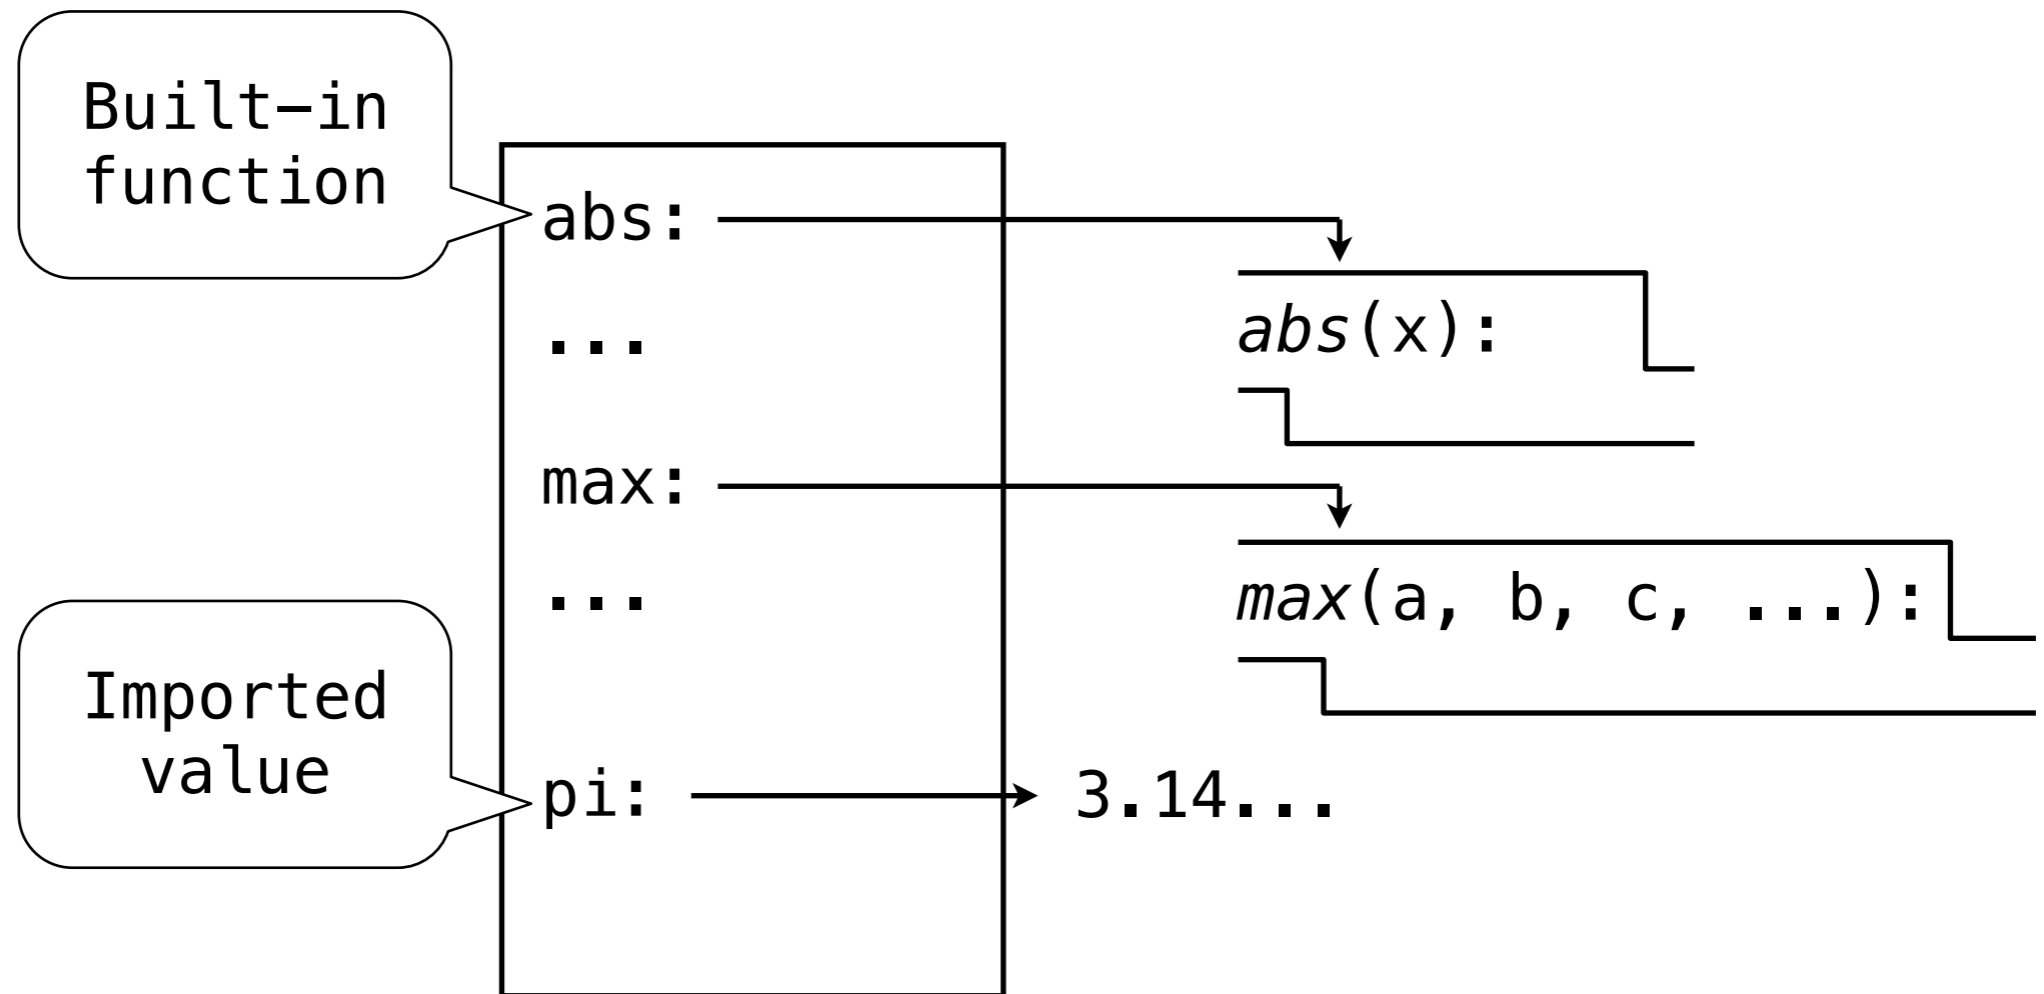 Built-in
function
abs:
abs(x):
...
max:
max(a, b, c, ...):
...
Imported
value
pi:
3.14...